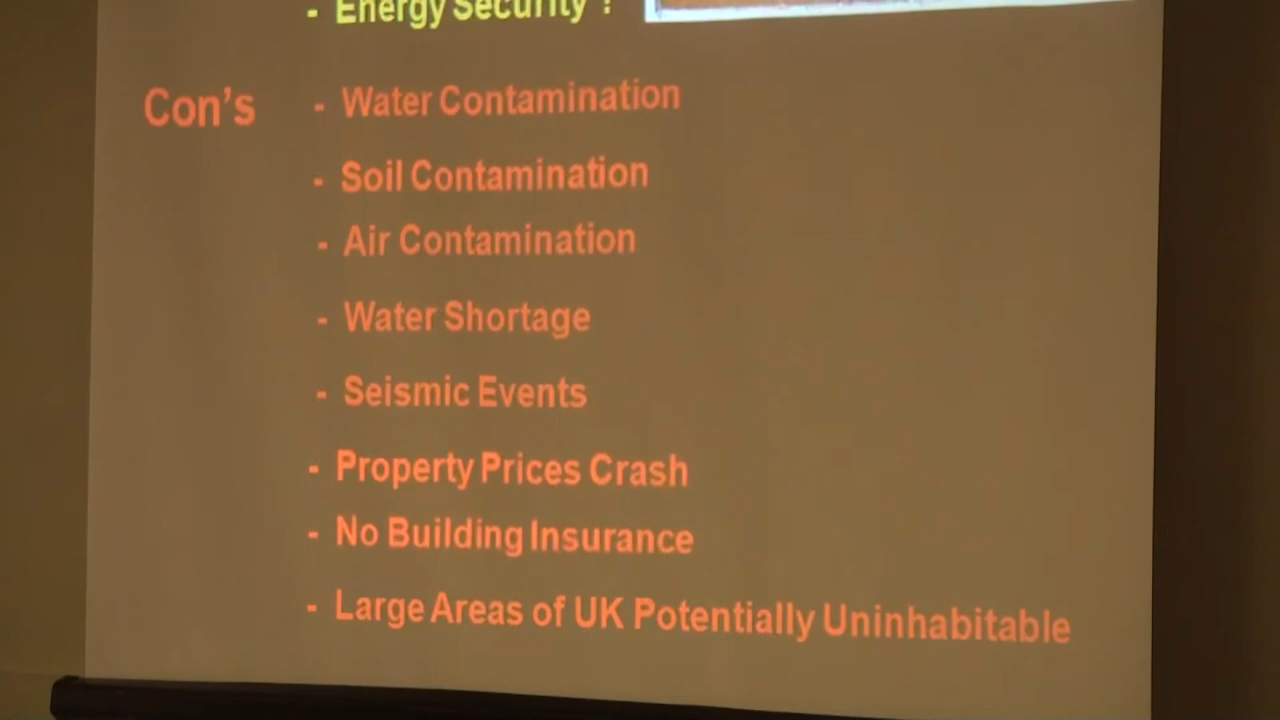 - Energy Security ?
Con's - Water Contamination
- Soil Contamination
- Air Contamination
- Water Shortage
- Seismic Events
- Property Prices Crash
- No Building Insurance
- Large Areas of UK Potentially Uninhabitable